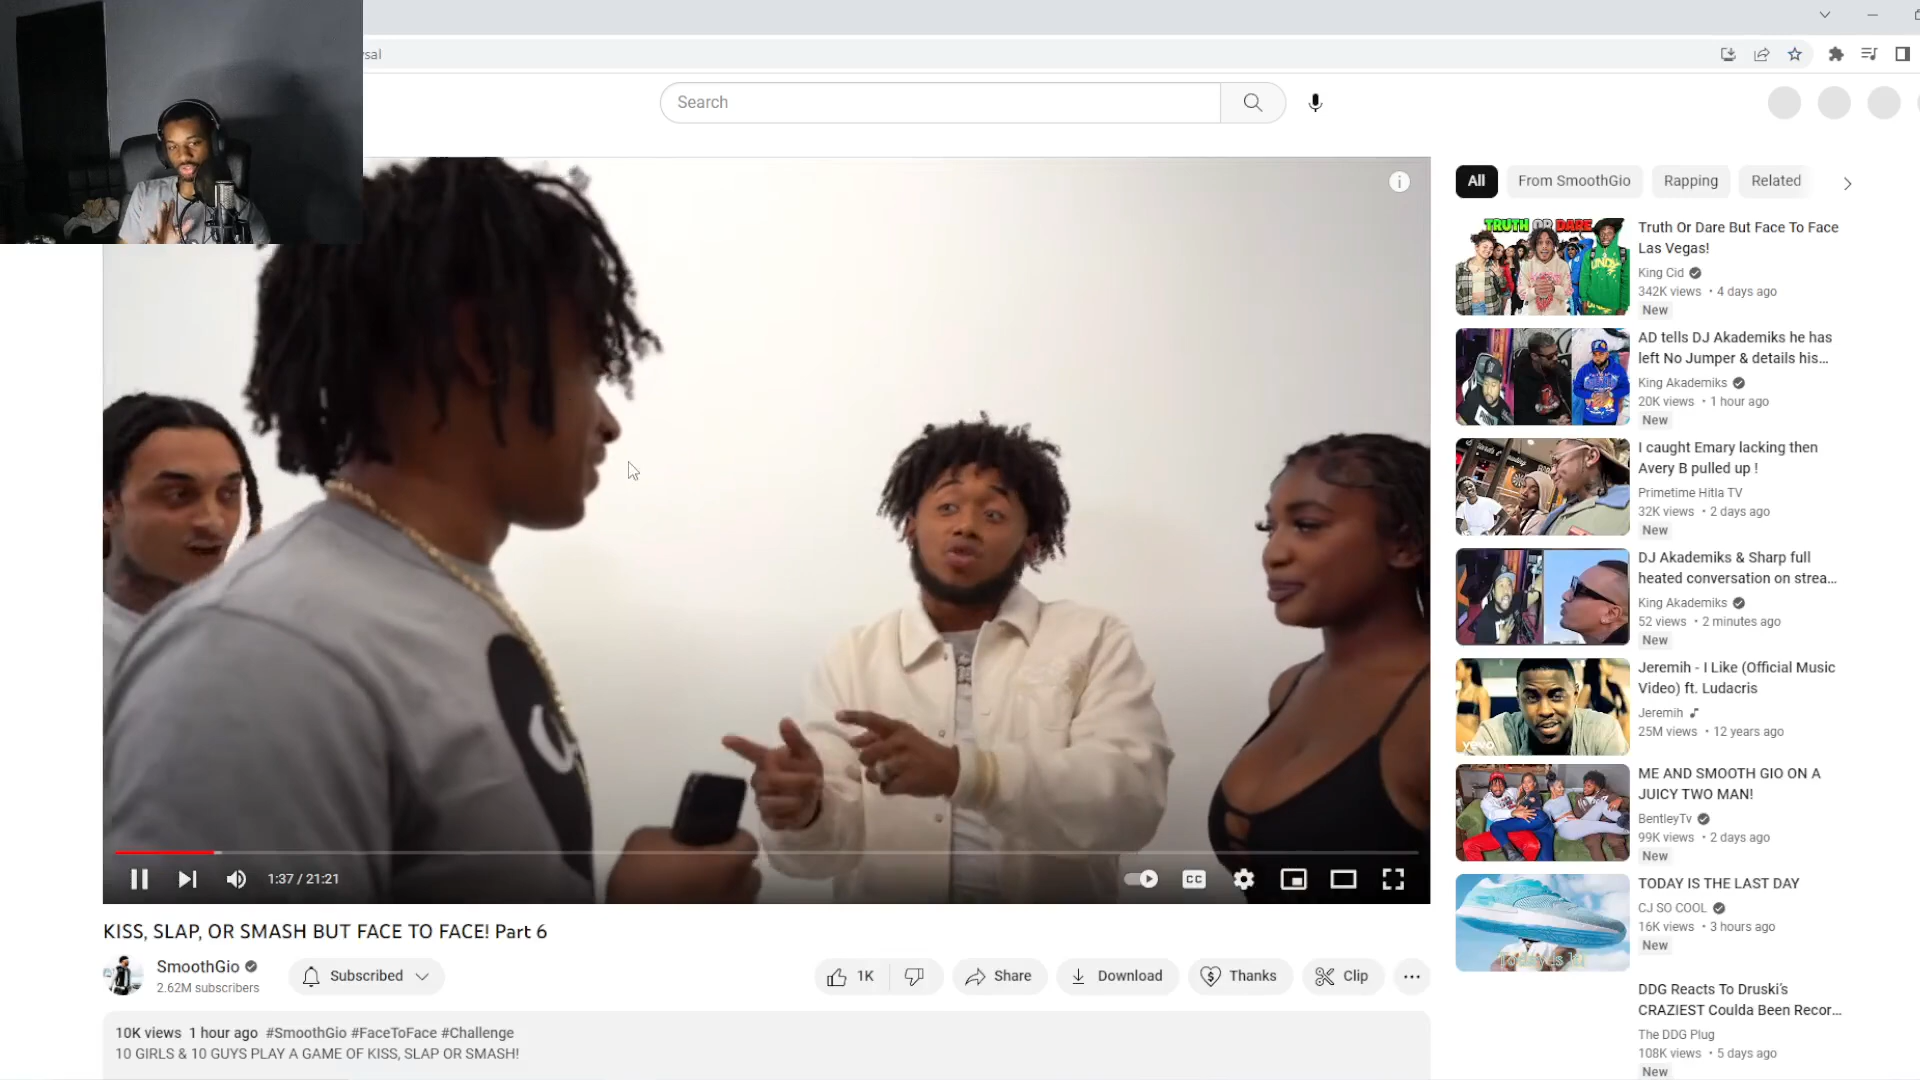 sal
Search
All
From SmoothGio
Rapping
Related
TRUTH OR DARE
Truth Or Dare But Face To Face
Las Vegas!
King Cid
342K views • 4 days ago
New
AD tells DJ Akademiks he has
left No Jumper & details his...
King Akademiks
20K views • 1 hour ago
New
I caught Emary lacking then
Avery B pulled up !
Primetime Hitla TV
32K views • 2 days ago
New
DJ Akademiks & Sharp full
heated conversation on strea...
King Akademiks
52 views • 2 minutes ago
New
Jeremih - I Like (Official Music
Video) ft. Ludacris
Jeremih
25M views • 12 years ago
vevo
ME AND SMOOTH GIO ON A
JUICY TWO MAN!
BentleyTv
99K views • 2 days ago
New
TODAY IS THE LAST DAY
CJ SO COOL
16K views • 3 hours ago
New
DDG Reacts To Druski's
CRAZIEST Coulda Been Recor...
The DDG Plug
108K views • 5 days ago
New
1:37 / 21:21
CC
KISS, SLAP, OR SMASH BUT FACE TO FACE! Part 6
SmoothGio
2.62M subscribers
Subscribed
1K
Share
Download
Thanks
Clip
10K views 1 hour ago #SmoothGio #FaceToFace #Challenge
10 GIRLS & 10 GUYS PLAY A GAME OF KISS, SLAP OR SMASH!